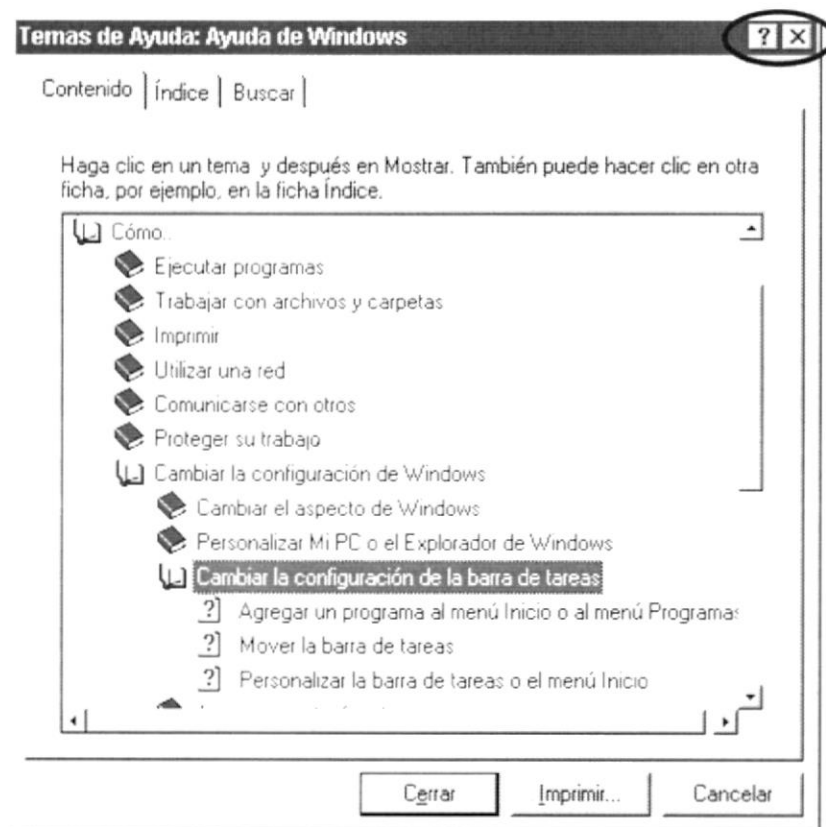 Temas de Ayuda: Ayuda de Windows ? ×
Contenido Índice Buscar
Haga clic en un tema y después en Mostrar. También puede hacer clic en otra
ficha, por ejemplo, en la ficha Índice.
Cómo..
Ejecutar programas
Trabajar con archivos y carpetas
Imprimir
Utilizar una red
Comunicarse con otros
Proteger su trabajo
Cambiar la configuración de Windows
Cambiar el aspecto de Windows
Personalizar Mi PC o el Explorador de Windows
Cambiar la configuración de la barra de tareas
? Agregar un programa al menú Inicio o al menú Programas
? Mover la barra de tareas
? Personalizar la barra de tareas o el menú Inicio
Cerrar Imprimir... Cancelar